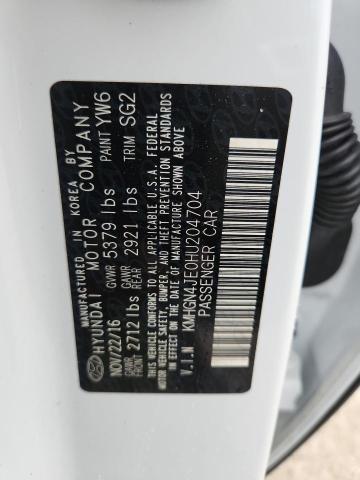 MANUFACTURED IN KOREA BY
HYUNDAI MOTOR COMPANY
NOV/22/16 GVWR 5379 lbs PAINT YW6
GAWR FRONT 2712 lbs GAWR REAR 2921 lbs TRIM SG2
THIS VEHICLE CONFORMS TO ALL APPLICABLE U.S.A. FEDERAL
MOTOR VEHICLE SAFETY, BUMPER, AND THEFT PREVENTION STANDARDS
IN EFFECT ON THE DATE OF MANUFACTURE SHOWN ABOVE.
V.I.N KMHGN4JE0HU204704
PASSENGER CAR